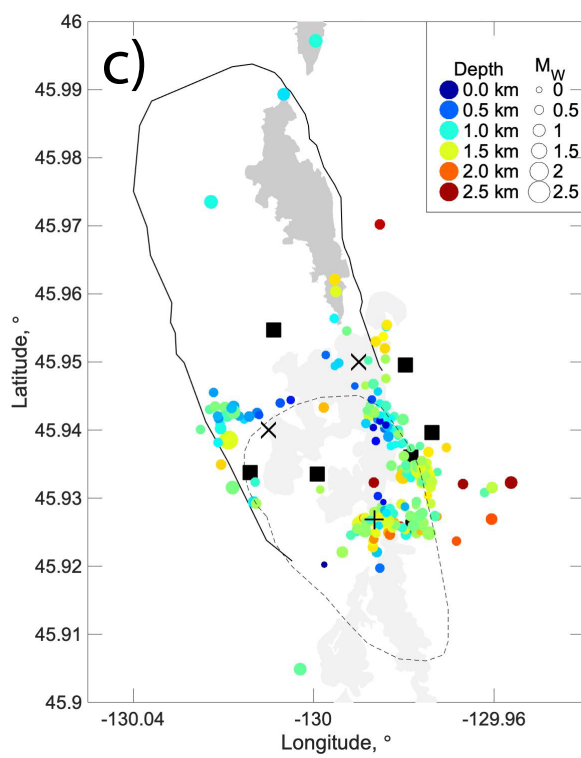 c)
46
45.99
45.98
45.97
45.96
45.95
45.94
45.93
45.92
45.91
45.9
Latitude, °
-130.04
-130
-129.96
Longitude, °
Depth
M_W
0.0 km 0
0.5 km 0.5
1.0 km 1
1.5 km 1.5
2.0 km 2
2.5 km 2.5